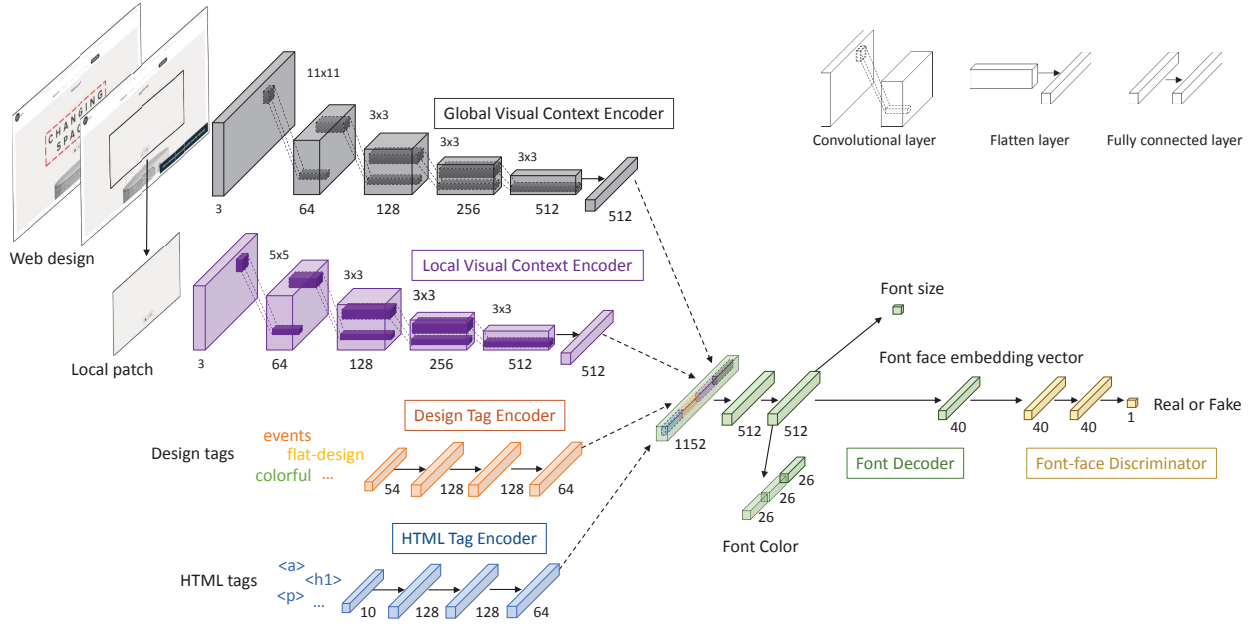 CHANGING
SPAC
Web design
11x11
3x3
3x3
3x3
Global Visual Context Encoder
3
64
128
256
512
512
Convolutional layer
Flatten layer
Fully connected layer
Local patch
5x5
3x3
3x3
3x3
Local Visual Context Encoder
3
64
128
256
512
512
Design Tag Encoder
Design tags
events
flat-design
colorful ...
54
128
128
64
HTML Tag Encoder
HTML tags
<a>
<h1>
<p> ...
10
128
128
64
1152
512
512
Font size
Font face embedding vector
40
40
40
1
Real or Fake
Font Decoder
Font-face Discriminator
26
26
26
Font Color